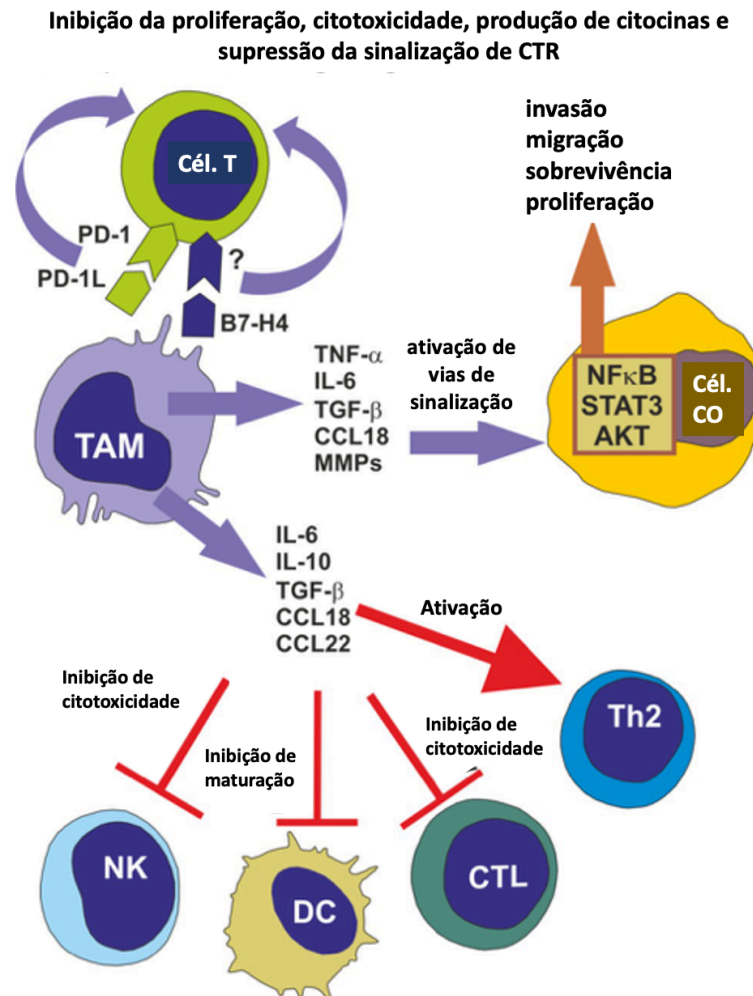 Inibição da proliferação, citotoxicidade, produção de citocinas e
supressão da sinalização de CTR
invasão
migração
sobrevivência
proliferação
Cél. T
PD-1
PD-1L
?
B7-H4
TAM
TNF-α
IL-6
TGF-β
CCL18
MMPs
ativação de
vias de
sinalização
NFκB
STAT3
AKT
Cél.
CO
IL-6
IL-10
TGF-β
CCL18
CCL22
Ativação
Th2
Inibição de
citotoxicidade
Inibição de
maturação
Inibição de
citotoxicidade
NK
DC
CTL